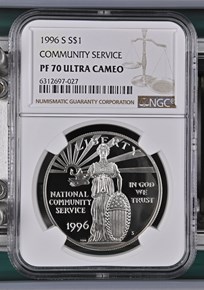 1996 S S$1
COMMUNITY SERVICE
PF 70 ULTRA CAMEO
6312697-027
NUMISMATIC GUARANTY CORPORATION
NGC
LIBERTY
NATIONAL
COMMUNITY
SERVICE
1996
IN GOD
WE
TRUST
S